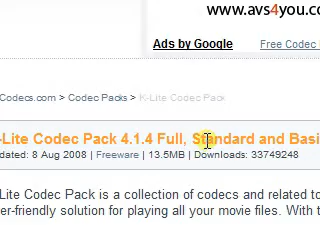 www.avs4you.com
Ads by Google Free Codec
Codecs.com > Codec Packs > K-Lite Codec Pack
-Lite Codec Pack 4.1.4 Full, Standard and Basi
dated: 8 Aug 2008 | Freeware | 13.5MB | Downloads: 33749248
Lite Codec Pack is a collection of codecs and related to
er-friendly solution for playing all your movie files. With t